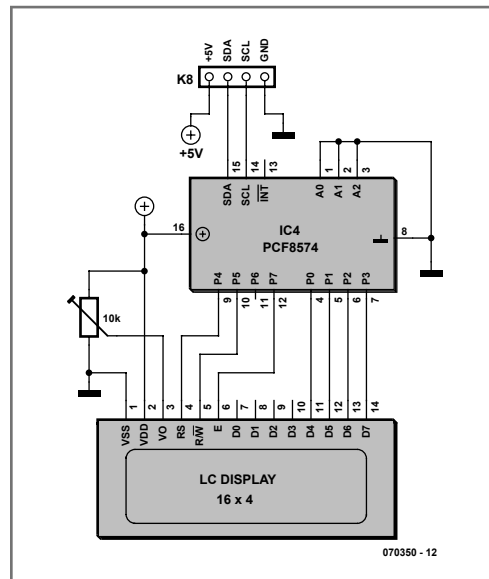 +5V SDA SCL GND
K8
+5V
15 14 13 1 2 3
SDA SCL INT A0 A1 A2
16 IC4 8
PCF8574
P4 P5 P6 P7 P0 P1 P2 P3
9 10 11 12 4 5 6 7
10k
1 2 3 4 5 6 7 8 9 10 11 12 13 14
VSS VDD VO RS R/W E D0 D1 D2 D3 D4 D5 D6 D7
LC DISPLAY
16 x 4
070350 - 12